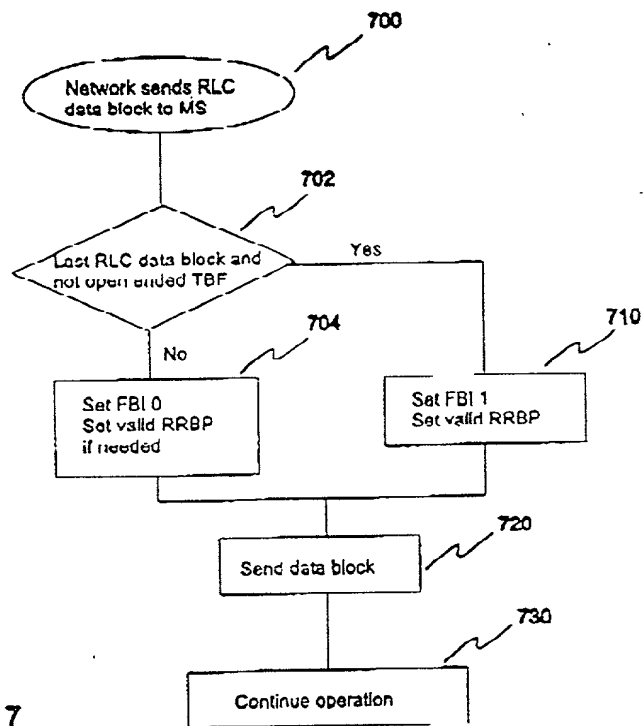 700
Network sends RLC
data block to MS
702
Last RLC data block and
not open ended TBF
Yes
No
704
710
Set FBI 0
Set valid RRBP
if needed
Set FBI 1
Set valid RRBP
720
Send data block
730
Continue operation
7